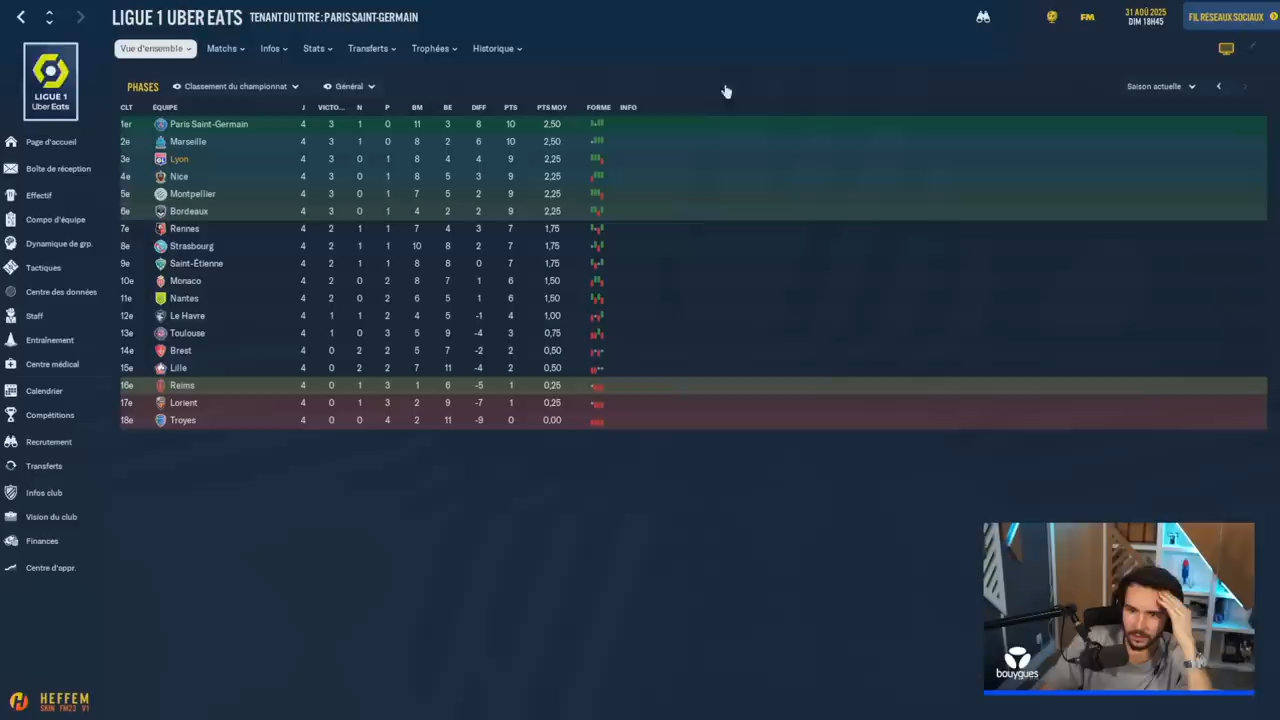 LIGUE 1 UBER EATS TENANT DU TITRE : PARIS SAINT-GERMAIN
31 AOÛ 2025
DIM 18H45
FM
FIL RÉSEAUX SOCIAUX
LIGUE 1
Uber Eats
Vue d'ensemble Matchs Infos Stats Transferts Trophées Historique
PHASES Classement du championnat Général Saison actuelle
CLT ÉQUIPE J VICTO... N P BM BE DIFF PTS PTS MOY FORME INFO
1er Paris Saint-Germain 4 3 1 0 11 3 8 10 2,50
2e Marseille 4 3 1 0 8 2 6 10 2,50
3e Lyon 4 3 0 1 8 4 4 9 2,25
4e Nice 4 3 0 1 8 5 3 9 2,25
5e Montpellier 4 3 0 1 7 5 2 9 2,25
6e Bordeaux 4 3 0 1 4 2 2 9 2,25
7e Rennes 4 2 1 1 7 4 3 7 1,75
8e Strasbourg 4 2 1 1 10 8 2 7 1,75
9e Saint-Étienne 4 2 1 1 8 8 0 7 1,75
10e Monaco 4 2 0 2 8 7 1 6 1,50
11e Nantes 4 2 0 2 6 5 1 6 1,50
12e Le Havre 4 1 1 2 4 5 -1 4 1,00
13e Toulouse 4 1 0 3 5 9 -4 3 0,75
14e Brest 4 0 2 2 5 7 -2 2 0,50
15e Lille 4 0 2 2 7 11 -4 2 0,50
16e Reims 4 0 1 3 1 6 -5 1 0,25
17e Lorient 4 0 1 3 2 9 -7 1 0,25
18e Troyes 4 0 0 4 2 11 -9 0 0,00
Page d'accueil
Boîte de réception
Effectif
Compo d'équipe
Dynamique de grp.
Tactiques
Centre des données
Staff
Entraînement
Centre médical
Calendrier
Compétitions
Recrutement
Transferts
Infos club
Vision du club
Finances
Centre d'appr.
bouygues
HEFFEM
SKIN FM23 V1